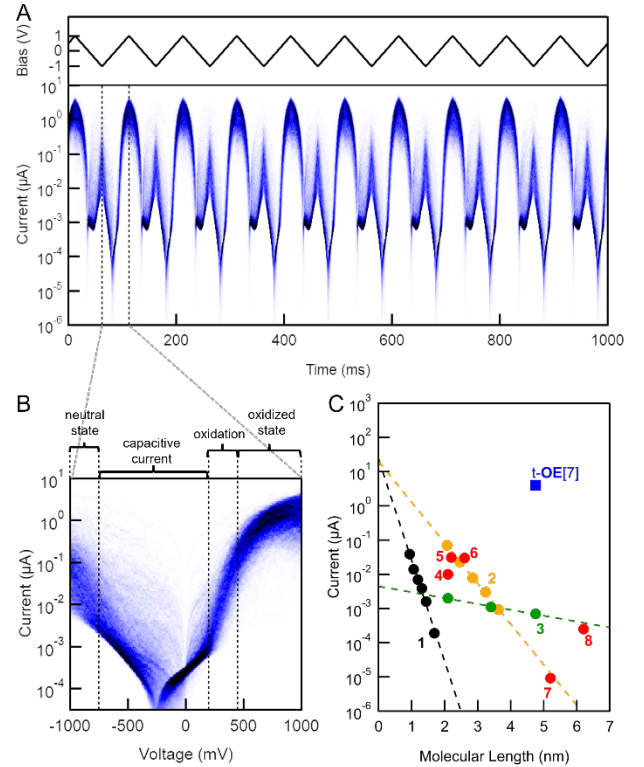 A
Bias (V)
1
0
-1
Current (µA)
10¹
10⁰
10⁻¹
10⁻²
10⁻³
10⁻⁴
10⁻⁵
10⁻⁶
0 200 400 600 800 1000
Time (ms)
B
neutral
state
capacitive
current
oxidation
oxidized
state
Current (µA)
10¹
10⁰
10⁻¹
10⁻²
10⁻³
10⁻⁴
-1000 -500 0 500 1000
Voltage (mV)
C
Current (µA)
10³
10²
10¹
10⁰
10⁻¹
10⁻²
10⁻³
10⁻⁴
10⁻⁵
10⁻⁶
t-OE[7]
5 6
4
2
3
1
8
7
0 1 2 3 4 5 6 7
Molecular Length (nm)